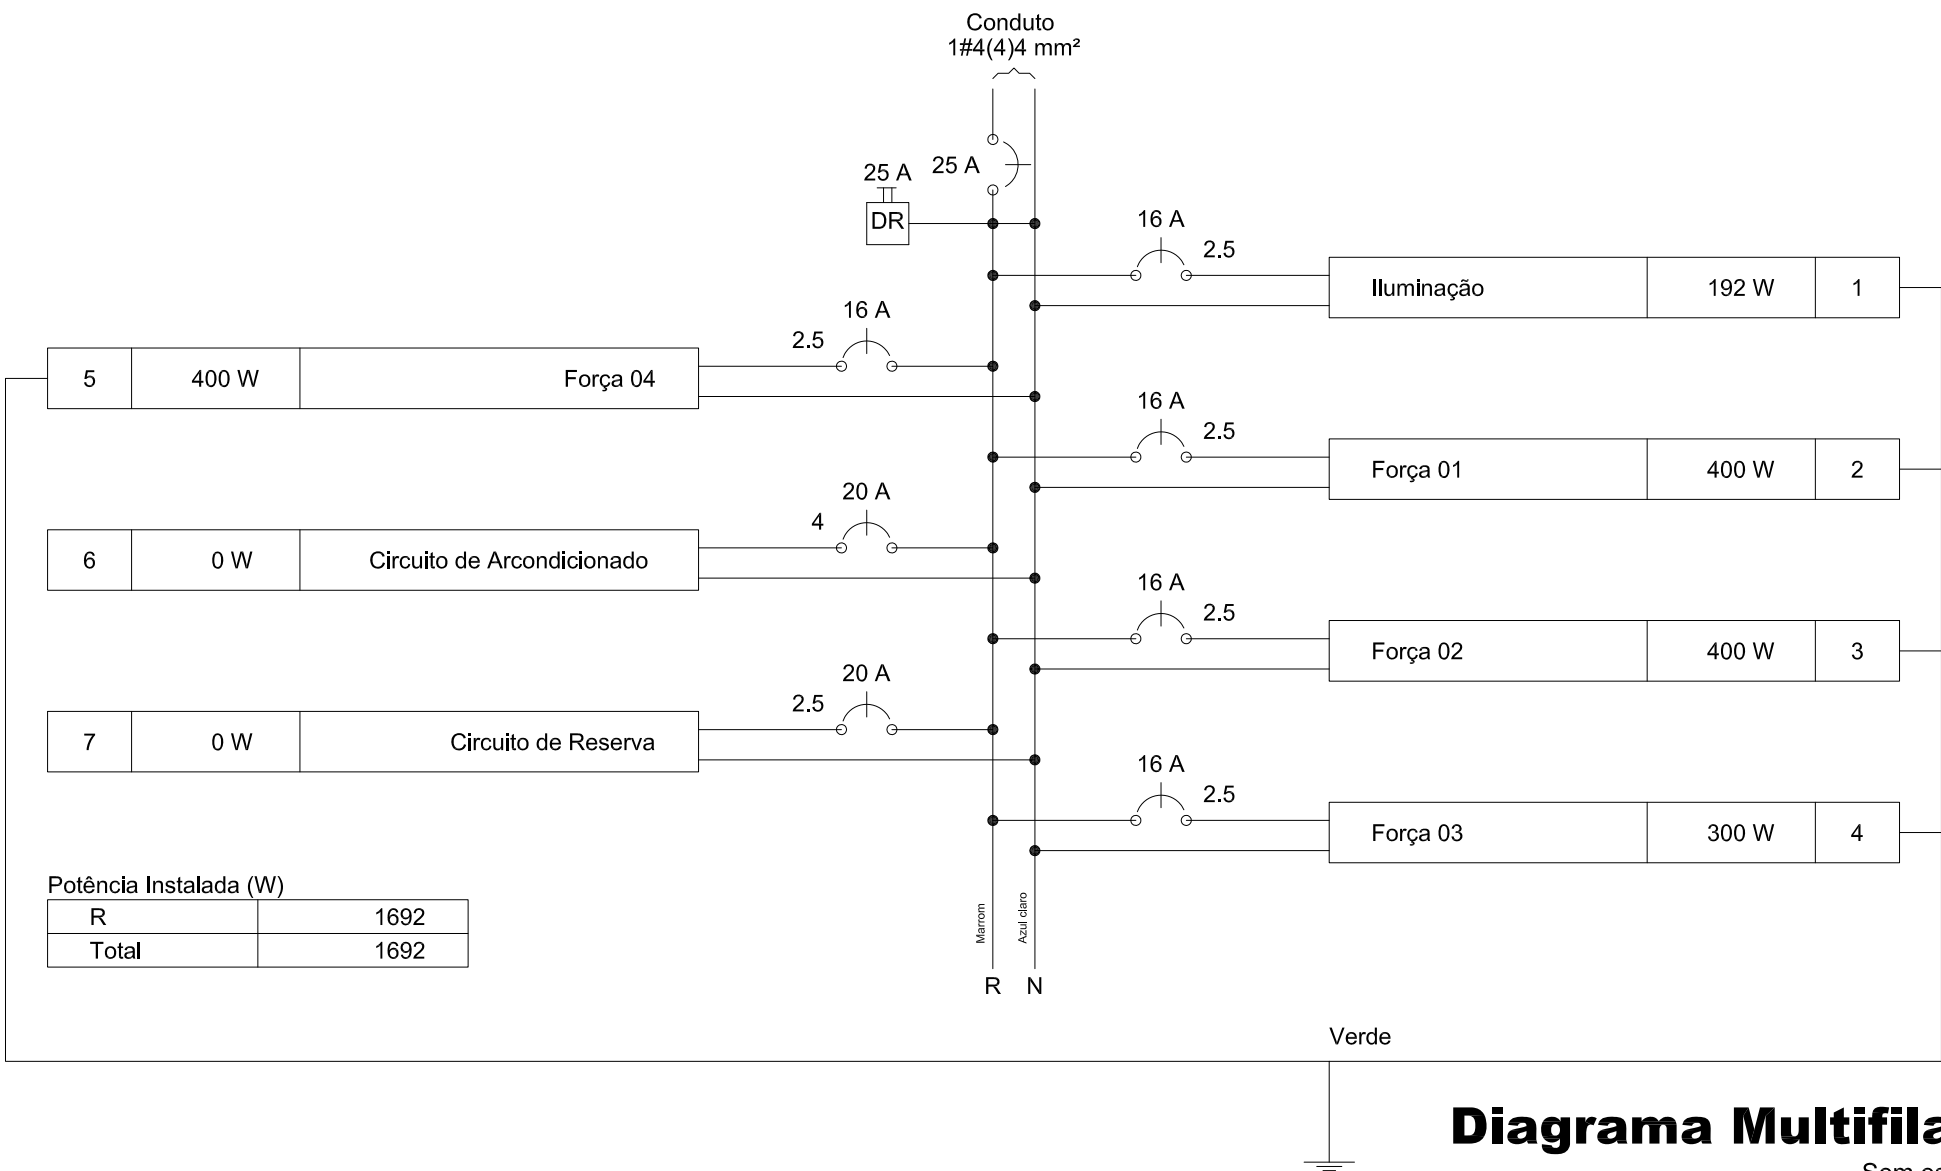 Conduto
1#4(4)4 mm²
25 A
25 A
DR
16 A
2.5
Iluminação 192 W 1
16 A
2.5
5 400 W Força 04
16 A
2.5
Força 01 400 W 2
20 A
4
6 0 W Circuito de Arcondicionado
16 A
2.5
Força 02 400 W 3
20 A
2.5
7 0 W Circuito de Reserva
16 A
2.5
Força 03 300 W 4
Potência Instalada (W)
R 1692
Total 1692
Marrom
Azul claro
R N
Verde
Diagrama Multifila